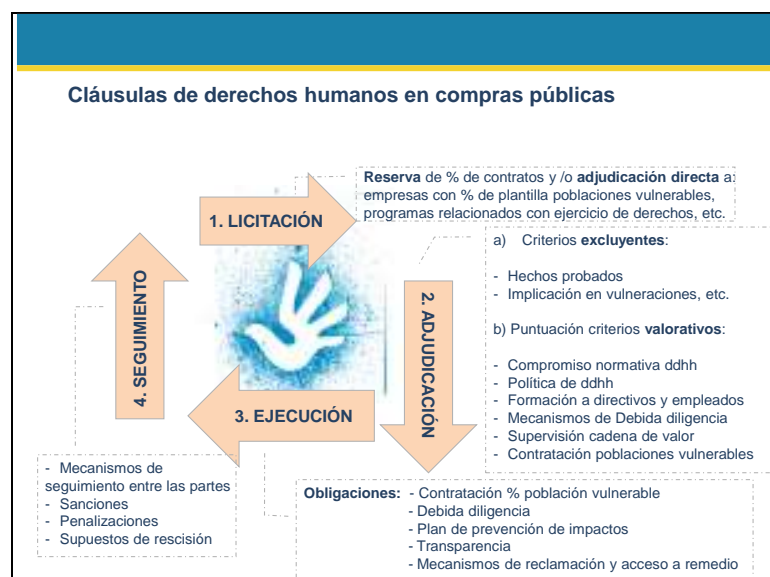 Cláusulas de derechos humanos en compras públicas
1. LICITACIÓN
Reserva de % de contratos y /o adjudicación directa a:
empresas con % de plantilla poblaciones vulnerables,
programas relacionados con ejercicio de derechos, etc.
2. ADJUDICACIÓN
a) Criterios excluyentes:
- Hechos probados
- Implicación en vulneraciones, etc.
b) Puntuación criterios valorativos:
- Compromiso normativa ddhh
- Política de ddhh
- Formación a directivos y empleados
- Mecanismos de Debida diligencia
- Supervisión cadena de valor
- Contratación poblaciones vulnerables
3. EJECUCIÓN
Obligaciones: - Contratación % población vulnerable
- Debida diligencia
- Plan de prevención de impactos
- Transparencia
- Mecanismos de reclamación y acceso a remedio
4. SEGUIMIENTO
- Mecanismos de
seguimiento entre las partes
- Sanciones
- Penalizaciones
- Supuestos de rescisión